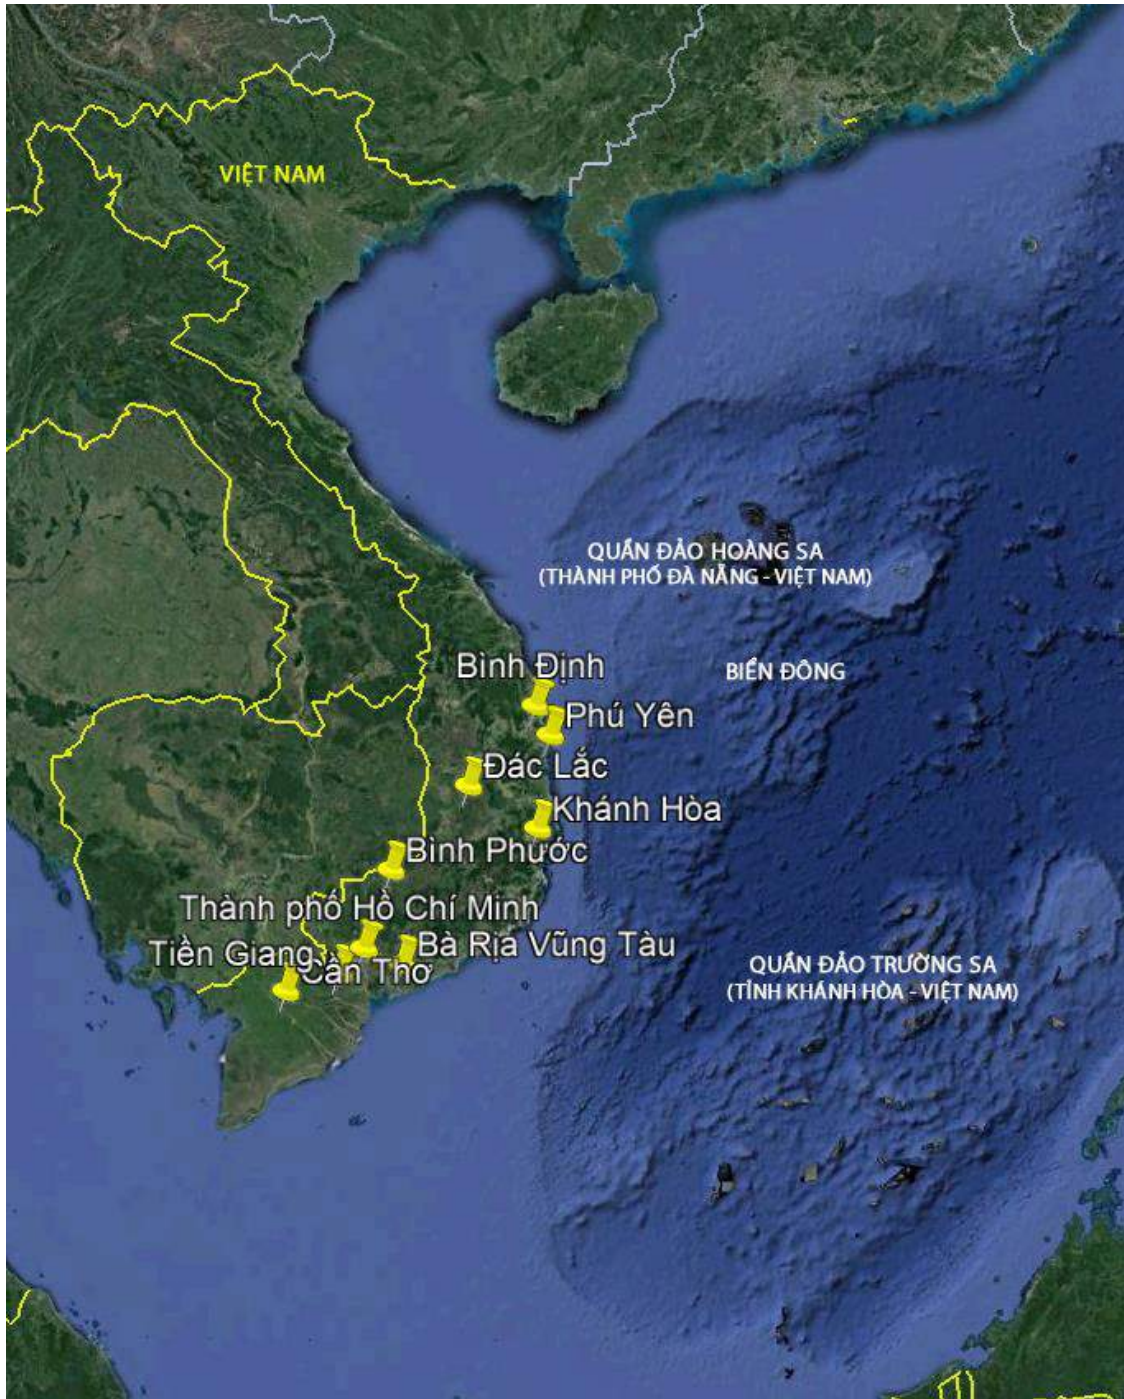 VIỆT NAM
QUẦN ĐẢO HOÀNG SA
(THÀNH PHỐ ĐÀ NẴNG - VIỆT NAM)
BIỂN ĐÔNG
Bình Định
Phú Yên
Đác Lắc
Khánh Hòa
Bình Phước
Thành phố Hồ Chí Minh
Tiền Giang
Bà Rịa Vũng Tàu
Cần Thơ
QUẦN ĐẢO TRƯỜNG SA
(TỈNH KHÁNH HÒA - VIỆT NAM)